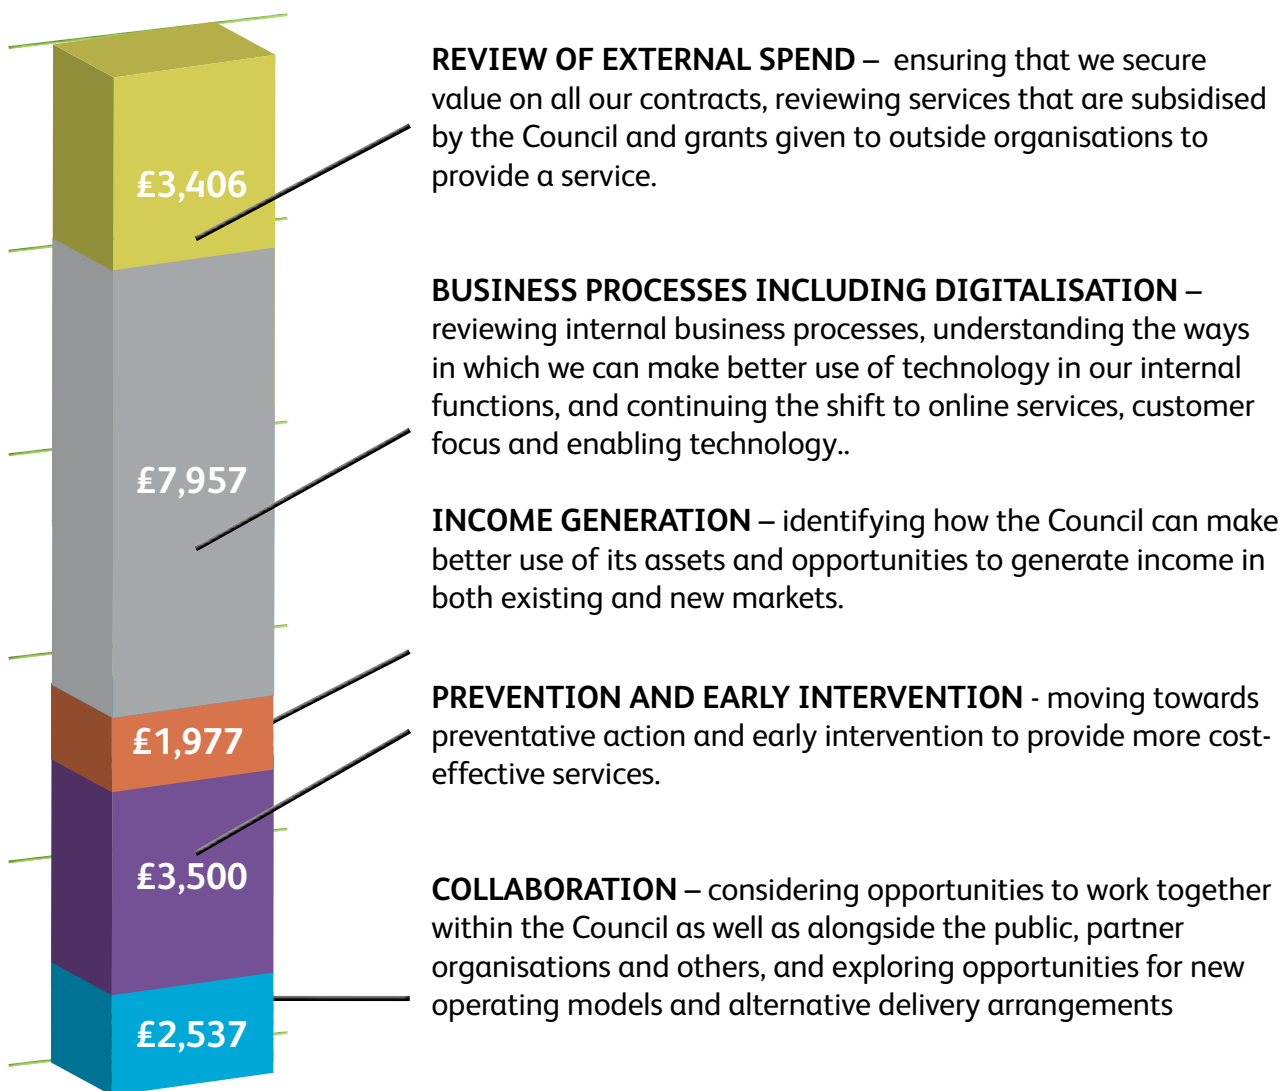 REVIEW OF EXTERNAL SPEND –  ensuring that we secure
value on all our contracts, reviewing services that are subsidised
by the Council and grants given to outside organisations to
provide a service.
£3,406
BUSINESS PROCESSES INCLUDING DIGITALISATION –
reviewing internal business processes, understanding the ways
in which we can make better use of technology in our internal
functions, and continuing the shift to online services, customer
focus and enabling technology..
£7,957
INCOME GENERATION – identifying how the Council can make
better use of its assets and opportunities to generate income in
both existing and new markets.
£1,977
PREVENTION AND EARLY INTERVENTION - moving towards
preventative action and early intervention to provide more cost-
effective services.
£3,500
COLLABORATION – considering opportunities to work together
within the Council as well as alongside the public, partner
organisations and others, and exploring opportunities for new
operating models and alternative delivery arrangements
£2,537